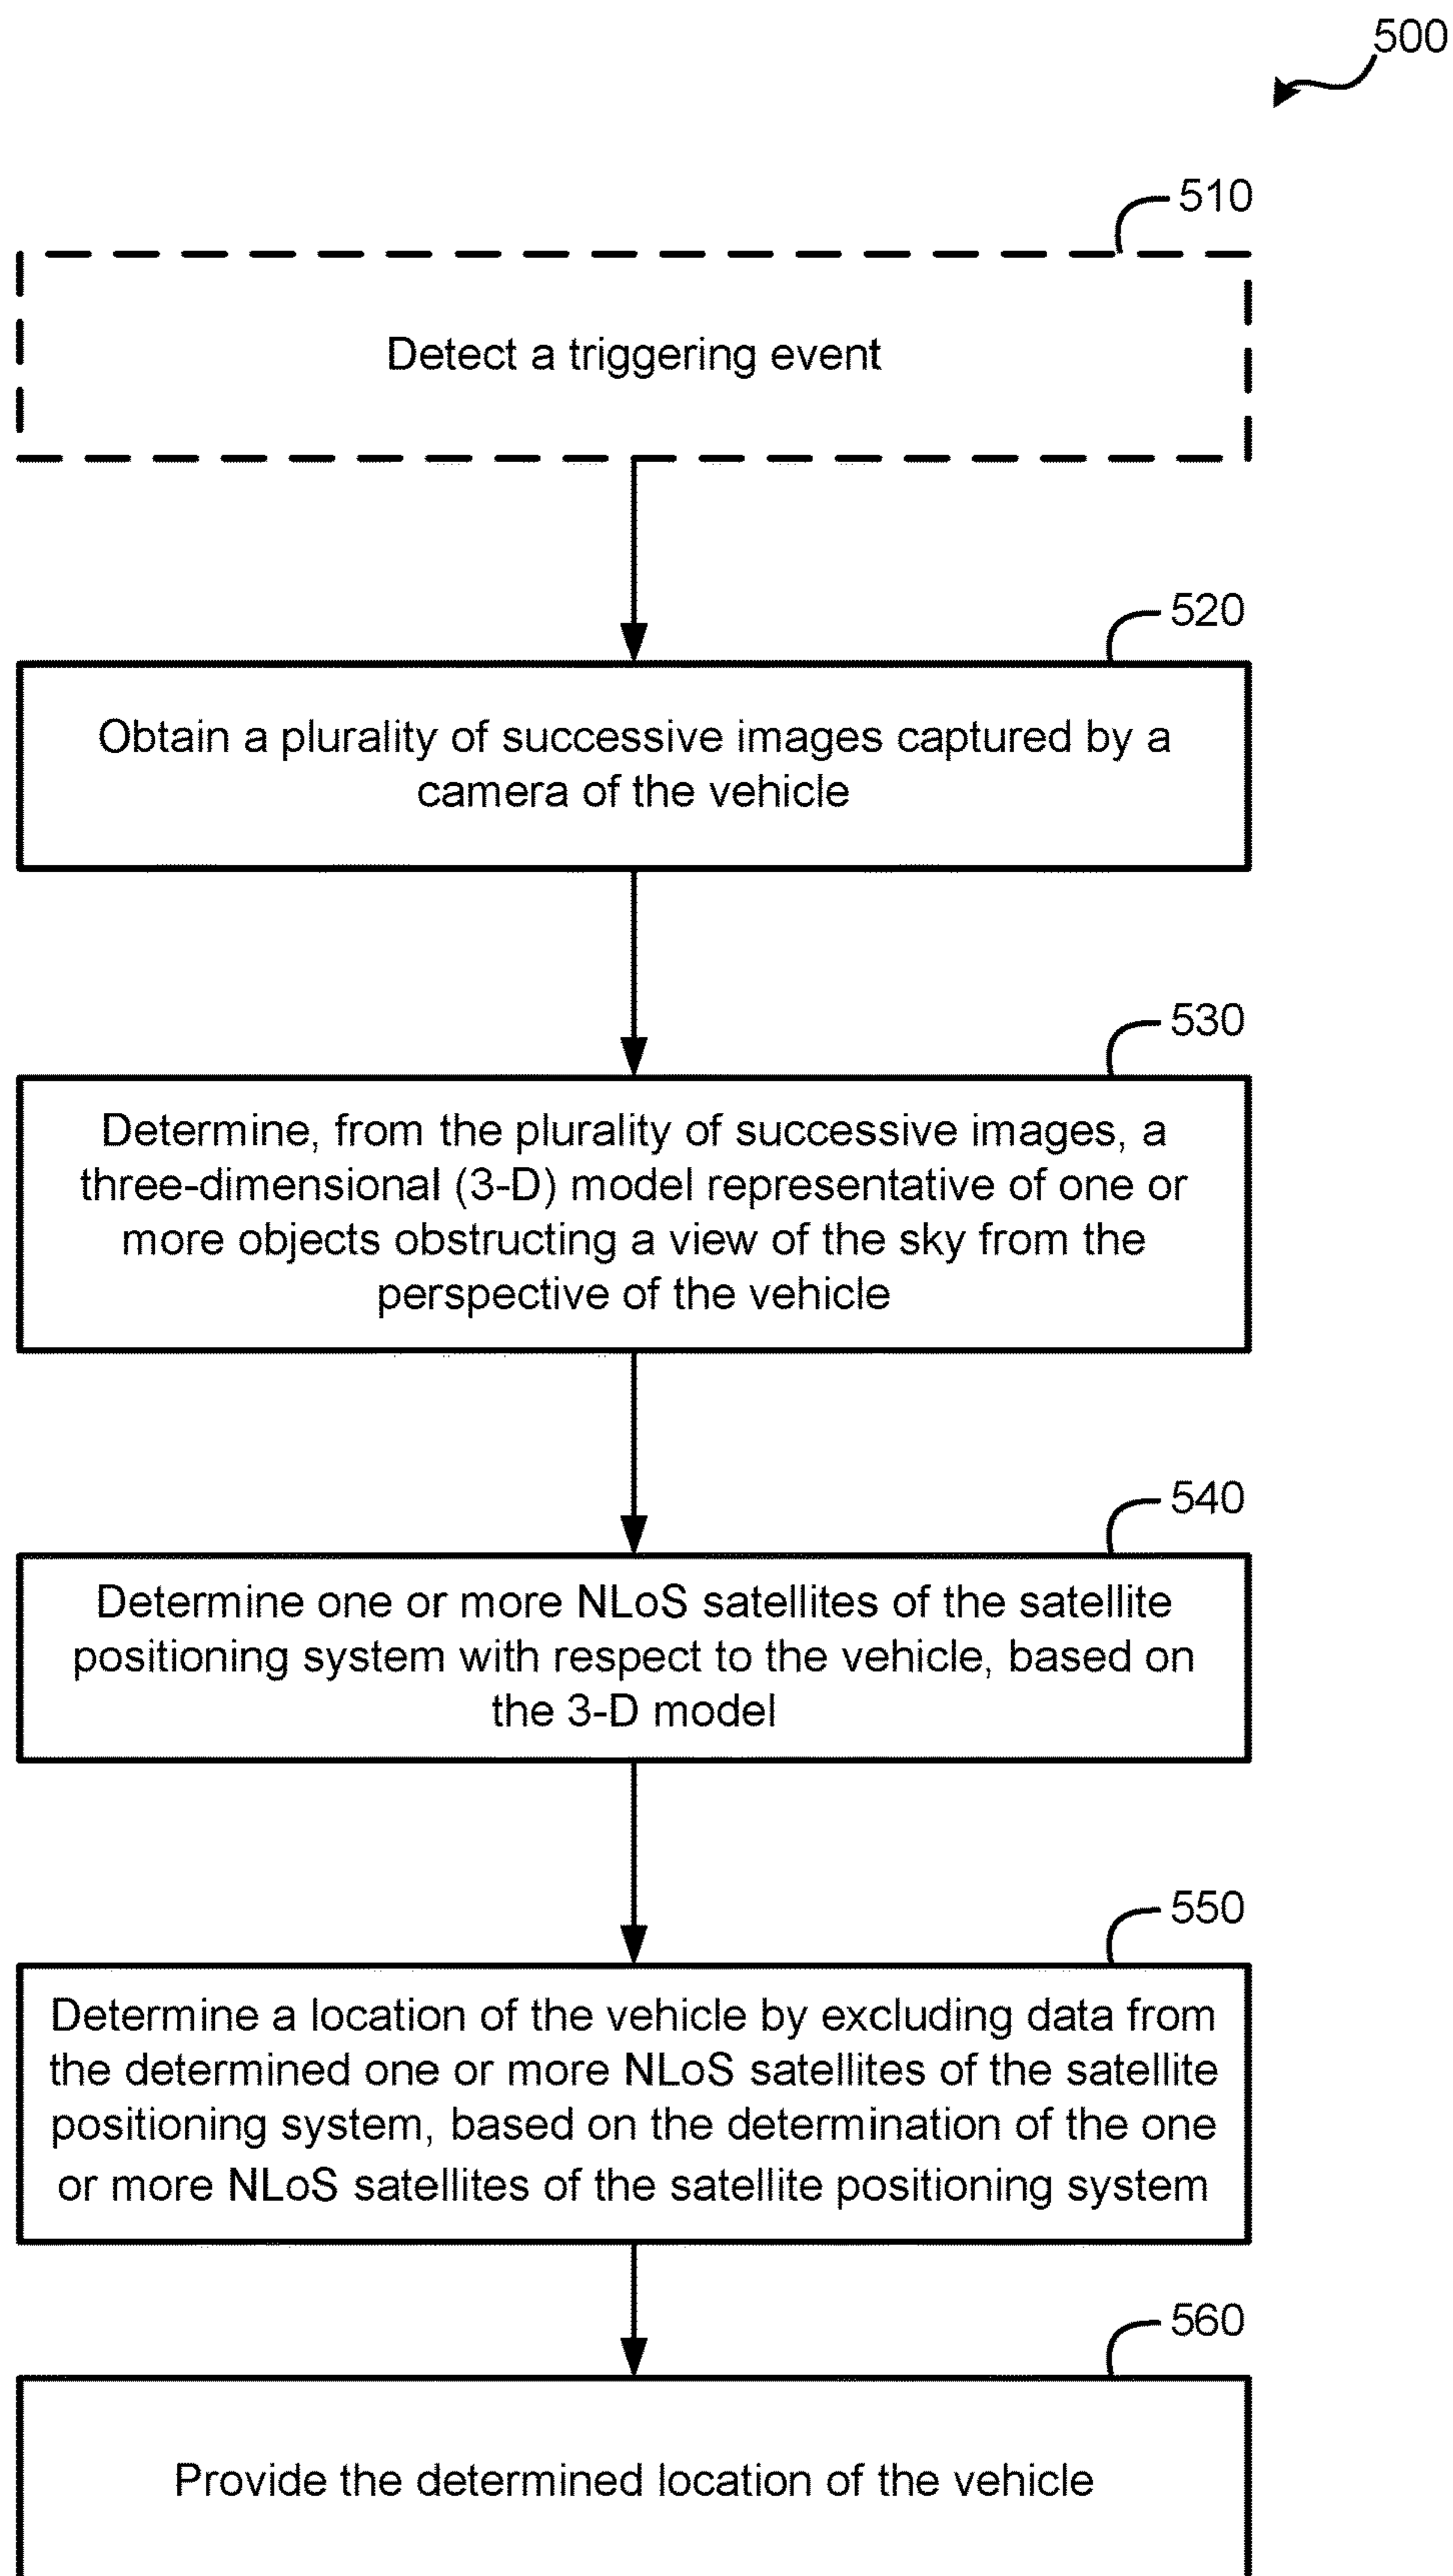 500
510
Detect a triggering event
520
Obtain a plurality of successive images captured by a
camera of the vehicle
530
Determine, from the plurality of successive images, a
three-dimensional (3-D) model representative of one or
more objects obstructing a view of the sky from the
perspective of the vehicle
540
Determine one or more NLoS satellites of the satellite
positioning system with respect to the vehicle, based on
the 3-D model
550
Determine a location of the vehicle by excluding data from
the determined one or more NLoS satellites of the satellite
positioning system, based on the determination of the one
or more NLoS satellites of the satellite positioning system
560
Provide the determined location of the vehicle